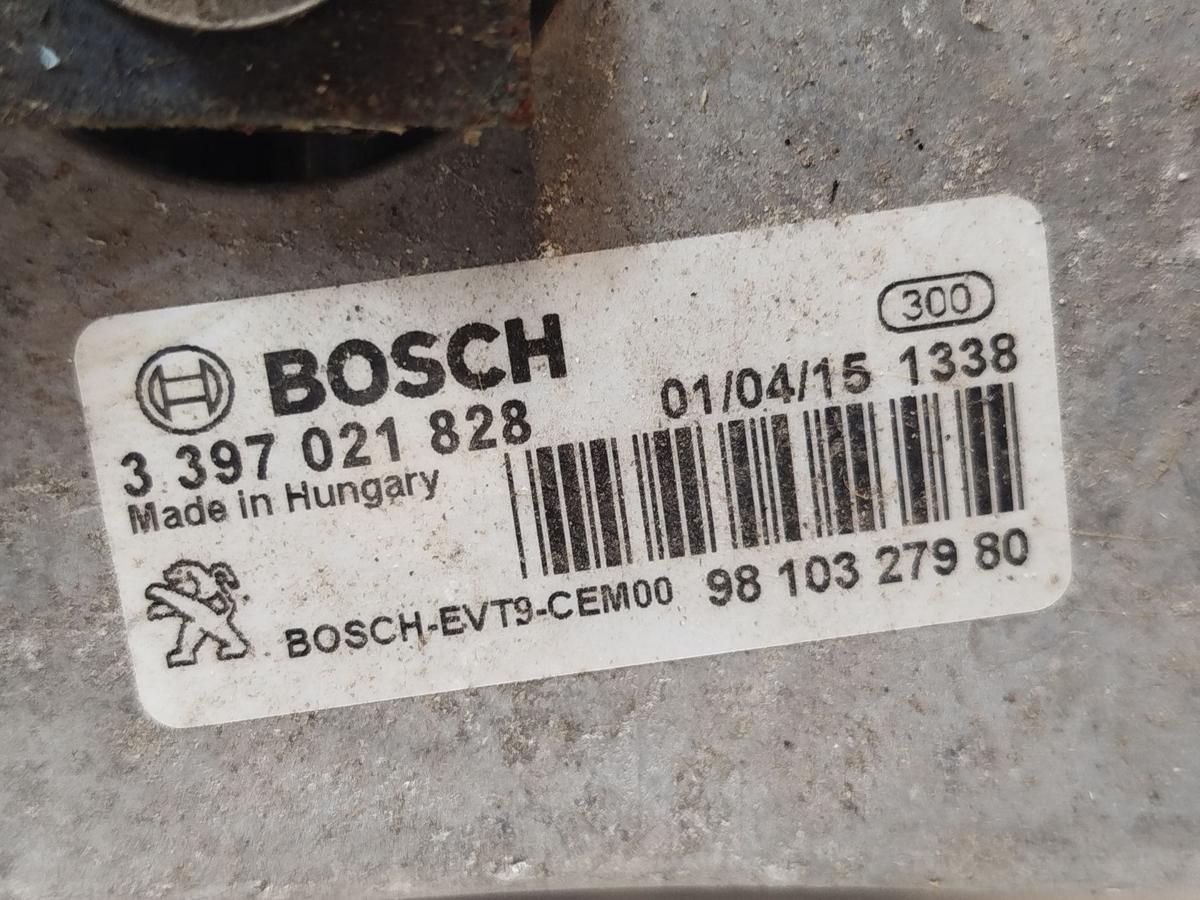 300
BOSCH
01/04/15 1338
3 397 021 828
Made in Hungary
BOSCH-EVT9-CEM00 98 103 279 80